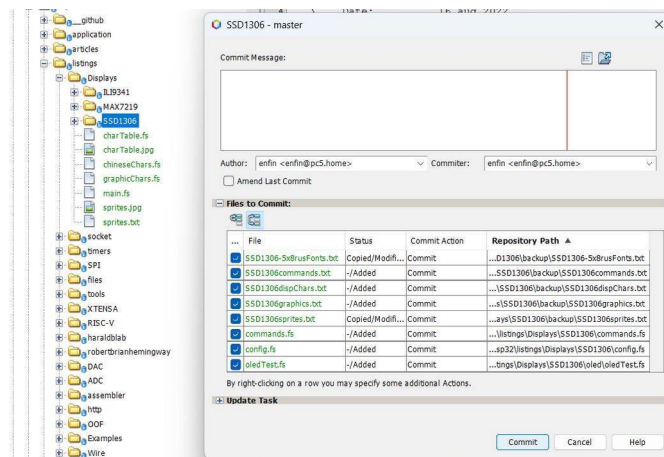 __github
application
articles
listings
Displays
ILI9341
MAX7219
SSD1306
charTable.fs
charTable.jpg
chineseChars.fs
graphicChars.fs
main.fs
sprites.jpg
sprites.txt
socket
timers
SPI
files
tools
XTENSA
RISC-V
haraldblab
robertbrianhemingway
DAC
ADC
assembler
http
OOF
Examples
Wire
SSD1306 - master
Commit Message:
Author: enfin <enfin@pc5.home> Commiter: enfin <enfin@pc5.home>
Amend Last Commit
Files to Commit:
... File Status Commit Action Repository Path
SSD1306-5x8rusFonts.txt Copied/Modifi... Commit ...D1306\backup\SSD1306-5x8rusFonts.txt
SSD1306commands.txt -/Added Commit ...SSD1306\backup\SSD1306commands.txt
SSD1306dispChars.txt -/Added Commit ...\SSD1306\backup\SSD1306dispChars.txt
SSD1306graphics.txt -/Added Commit ...s\SSD1306\backup\SSD1306graphics.txt
SSD1306sprites.txt Copied/Modifi... Commit ...ays\SSD1306\backup\SSD1306sprites.txt
commands.fs -/Added Commit ...\listings\Displays\SSD1306\commands.fs
config.fs -/Added Commit ...sp32\listings\Displays\SSD1306\config.fs
oledTest.fs -/Added Commit ...tings\Displays\SSD1306\oled\oledTest.fs
By right-clicking on a row you may specify some additional Actions.
Update Task
Commit Cancel Help